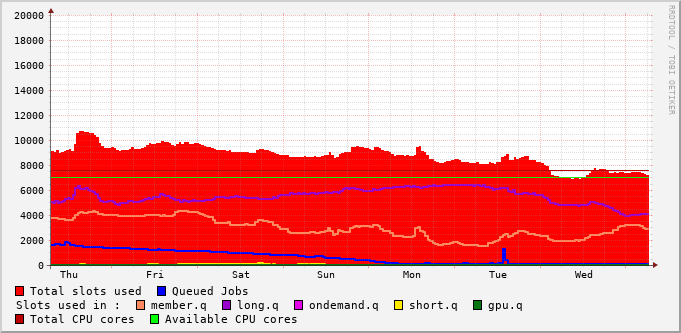 20000
18000
16000
14000
12000
10000
8000
6000
4000
2000
0
Thu Fri Sat Sun Mon Tue Wed
RRDTOOL / TOBI OETIKER
Total slots used Queued Jobs
Slots used in : member.q long.q ondemand.q short.q gpu.q
Total CPU cores Available CPU cores